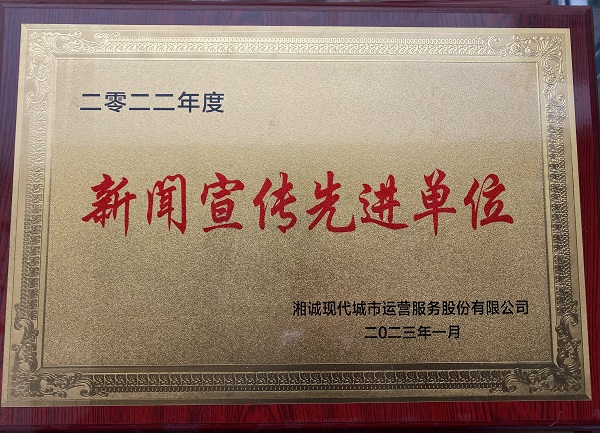 二零二二年度
新闻宣传先进单位
湘诚现代城市运营服务股份有限公司
二0二三年一月